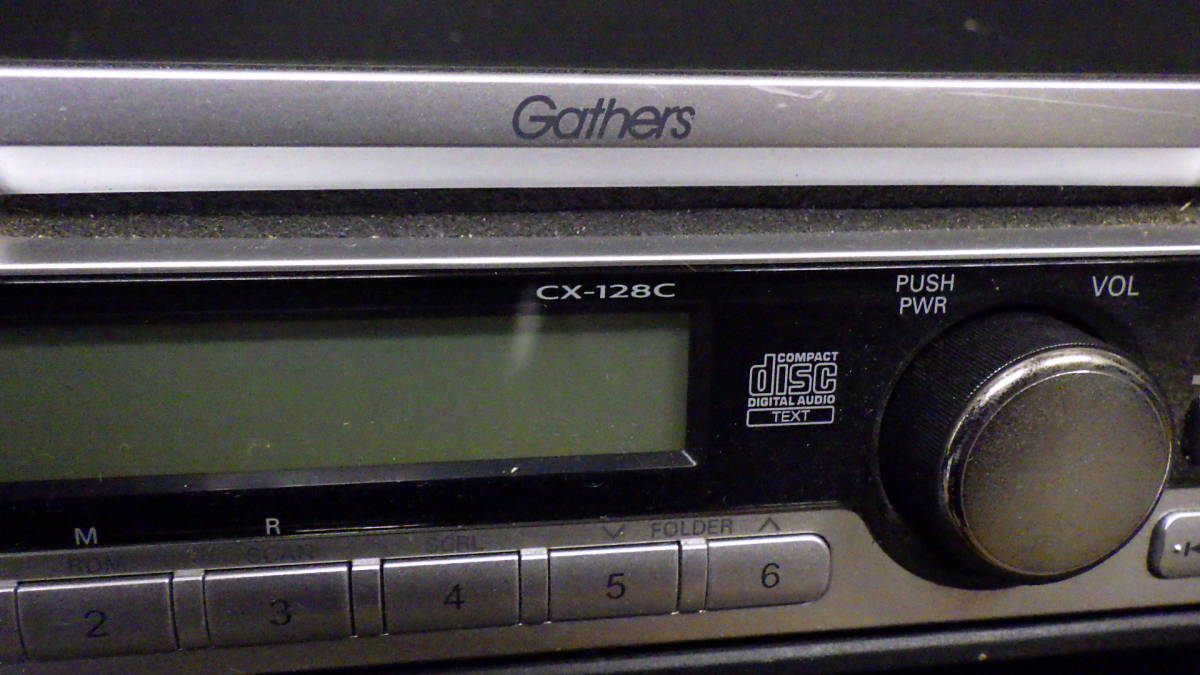 Gathers
CX-128C
PUSH
PWR
VOL
COMPACT
disc
DIGITAL AUDIO
TEXT
M
R
RDM
SCAN
SCRL
FOLDER
2
3
4
5
6